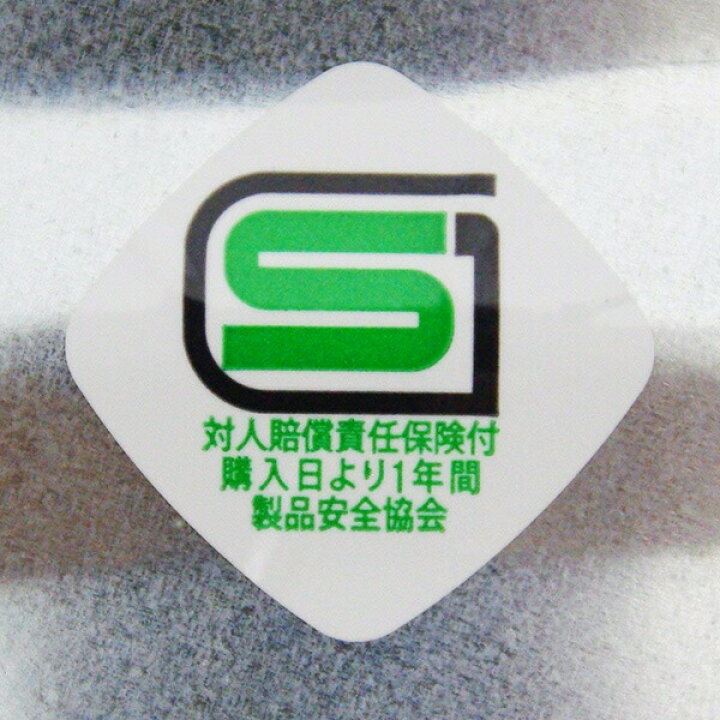 SG
対人賠償責任保険付
購入日より1年間
製品安全協会